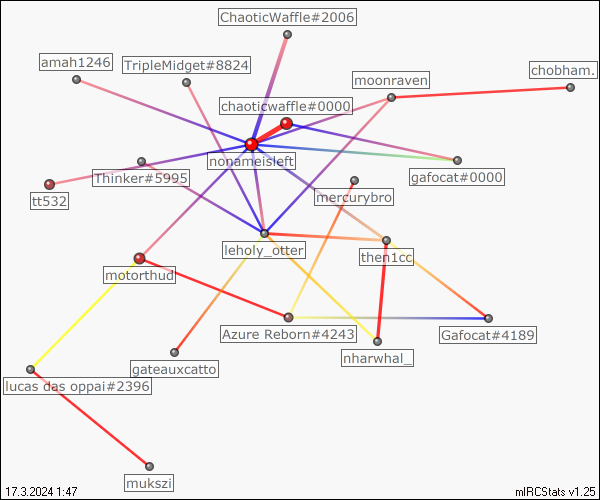 ChaoticWaffle#2006
amah1246
TripleMidget#8824
chobham.
moonraven
chaoticwaffle#0000
nonameisleft
Thinker#5995
gafocat#0000
tt532
mercurybro
leholy_otter
then1cc
motorthud
Azure Reborn#4243
Gafocat#4189
nharwhal_
gateauxcatto
lucas das oppai#2396
mukszi
17.3.2024 1:47
mIRCStats v1.25